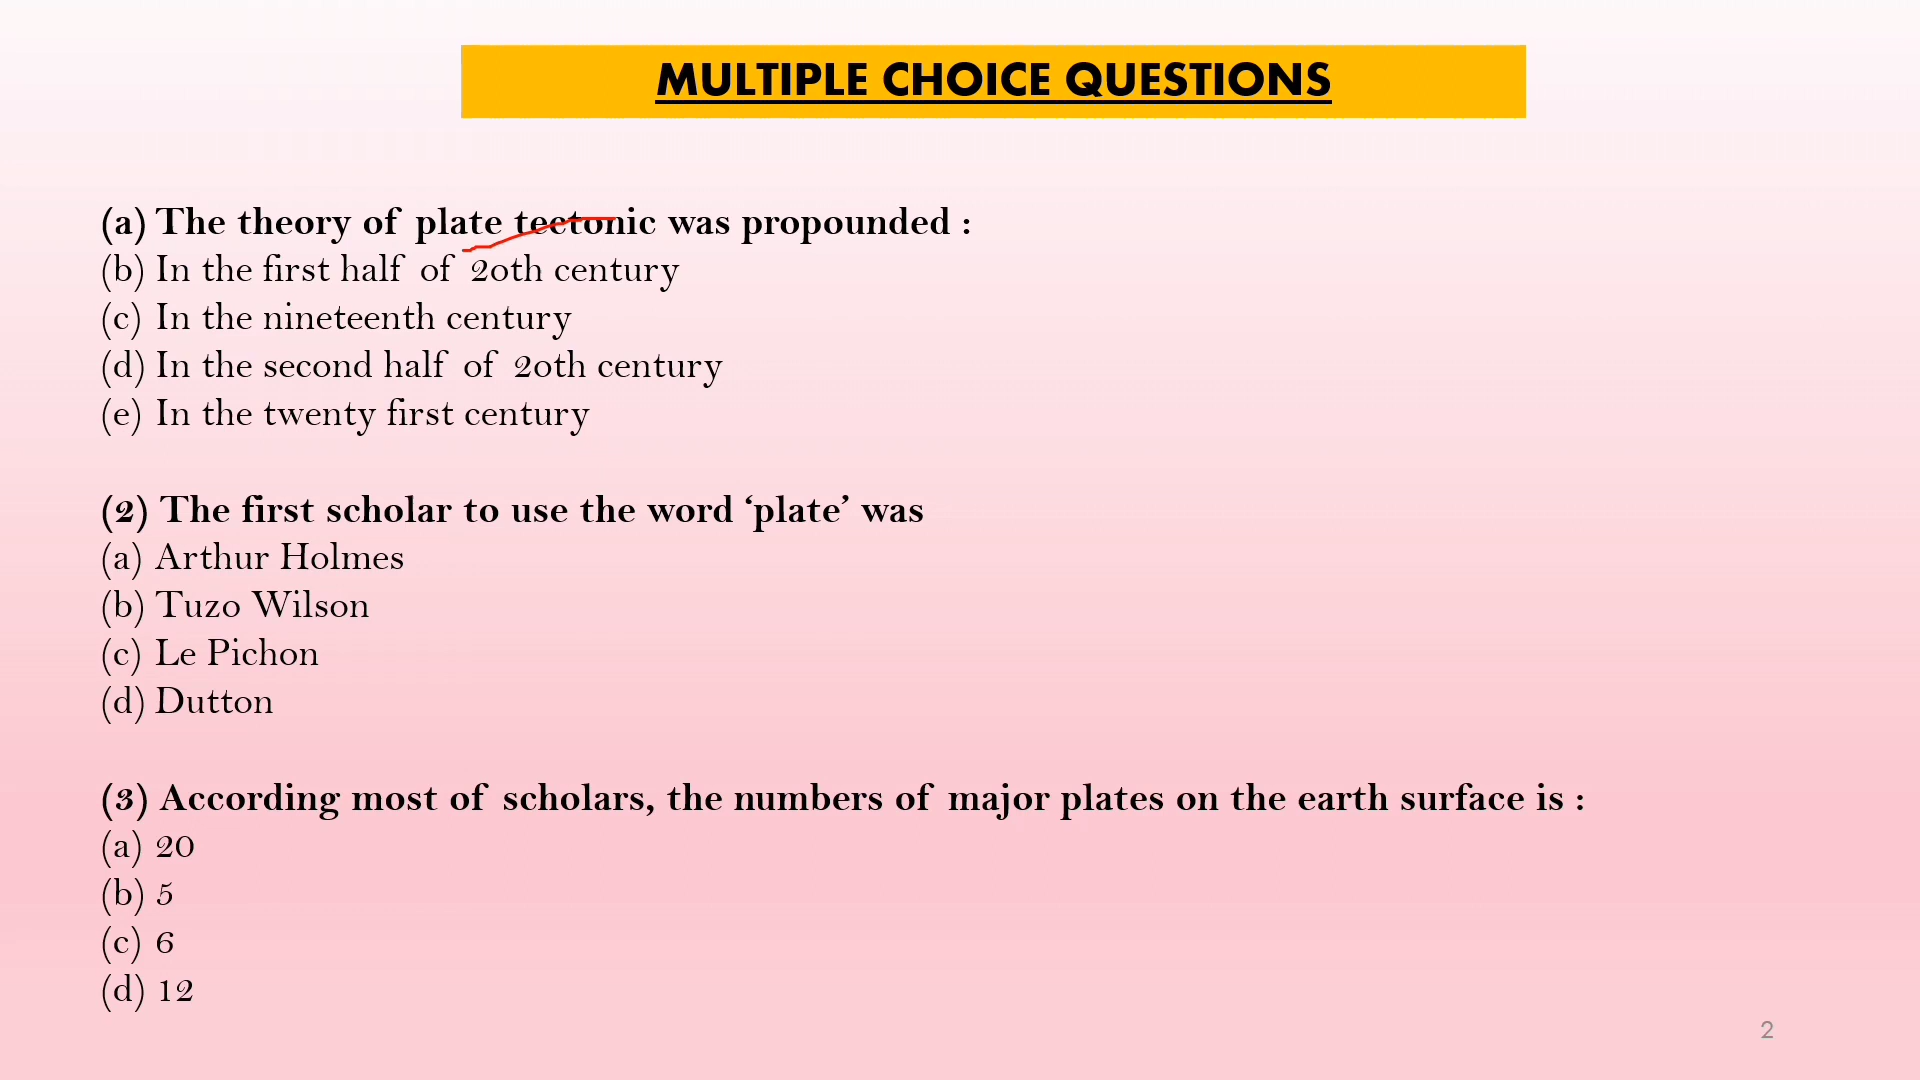 MULTIPLE CHOICE QUESTIONS
(a) The theory of plate tectonic was propounded :
(b) In the first half of 20th century
(c) In the nineteenth century
(d) In the second half of 20th century
(e) In the twenty first century
(2) The first scholar to use the word ‘plate’ was
(a) Arthur Holmes
(b) Tuzo Wilson
(c) Le Pichon
(d) Dutton
(3) According most of scholars, the numbers of major plates on the earth surface is :
(a) 20
(b) 5
(c) 6
(d) 12
2